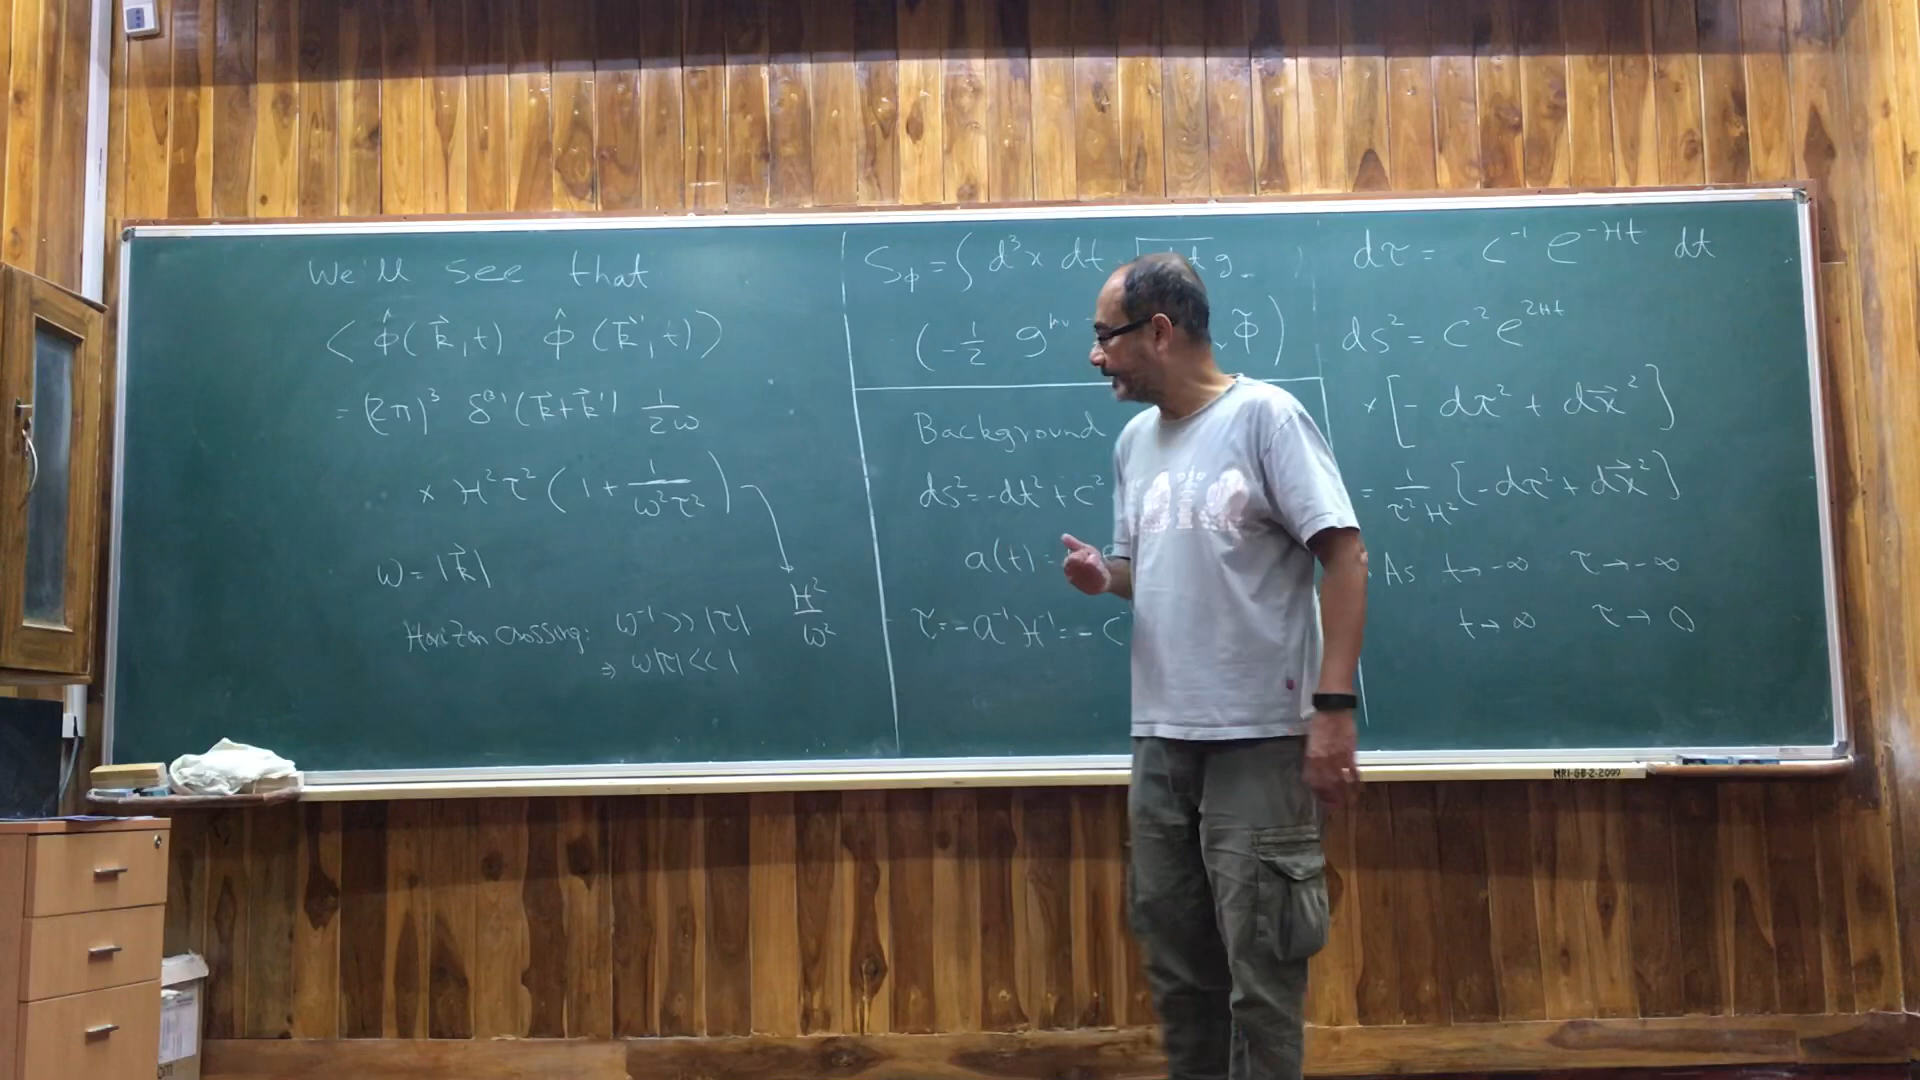 We'll see that
⟨ φ̂(k⃗,t) φ̂(k⃗',t) ⟩
= (2π)³ δ⁽³⁾(k⃗+k⃗') 1/2ω
× H²τ² (1 + 1/ω²τ²)
H²/ω²
ω = |k⃗|
Horizon crossing: ω⁻¹ >> |τ|
⇒ ω|τ| << 1
S_φ = ∫ d³x dt
(-1/2 g^{μν} φ̃)
Background
ds² = -dt² + c²
a(t) =
τ = -a⁻¹H⁻¹ = - c
dτ = c⁻¹ e^{-Ht} dt
ds² = c² e^{2Ht}
× [- dτ² + dx⃗²]
= 1/τ²H² [-dτ² + dx⃗²]
As t→-∞ τ→-∞
t→∞ τ→0
MRI-GB-2-2099